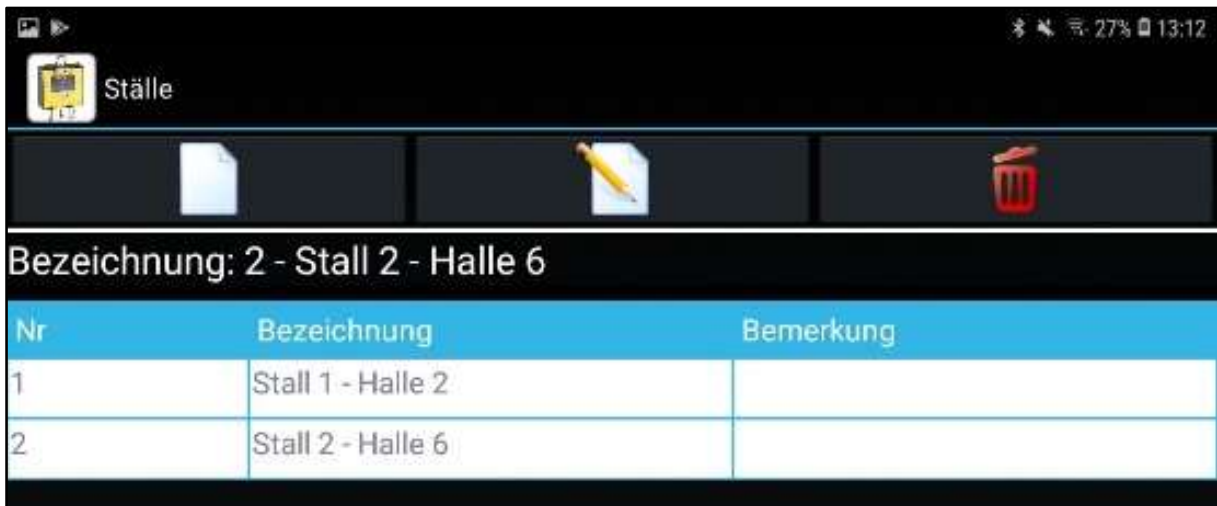 27% 13:12
Ställe
Bezeichnung: 2 - Stall 2 - Halle 6
Nr Bezeichnung Bemerkung
1 Stall 1 - Halle 2
2 Stall 2 - Halle 6